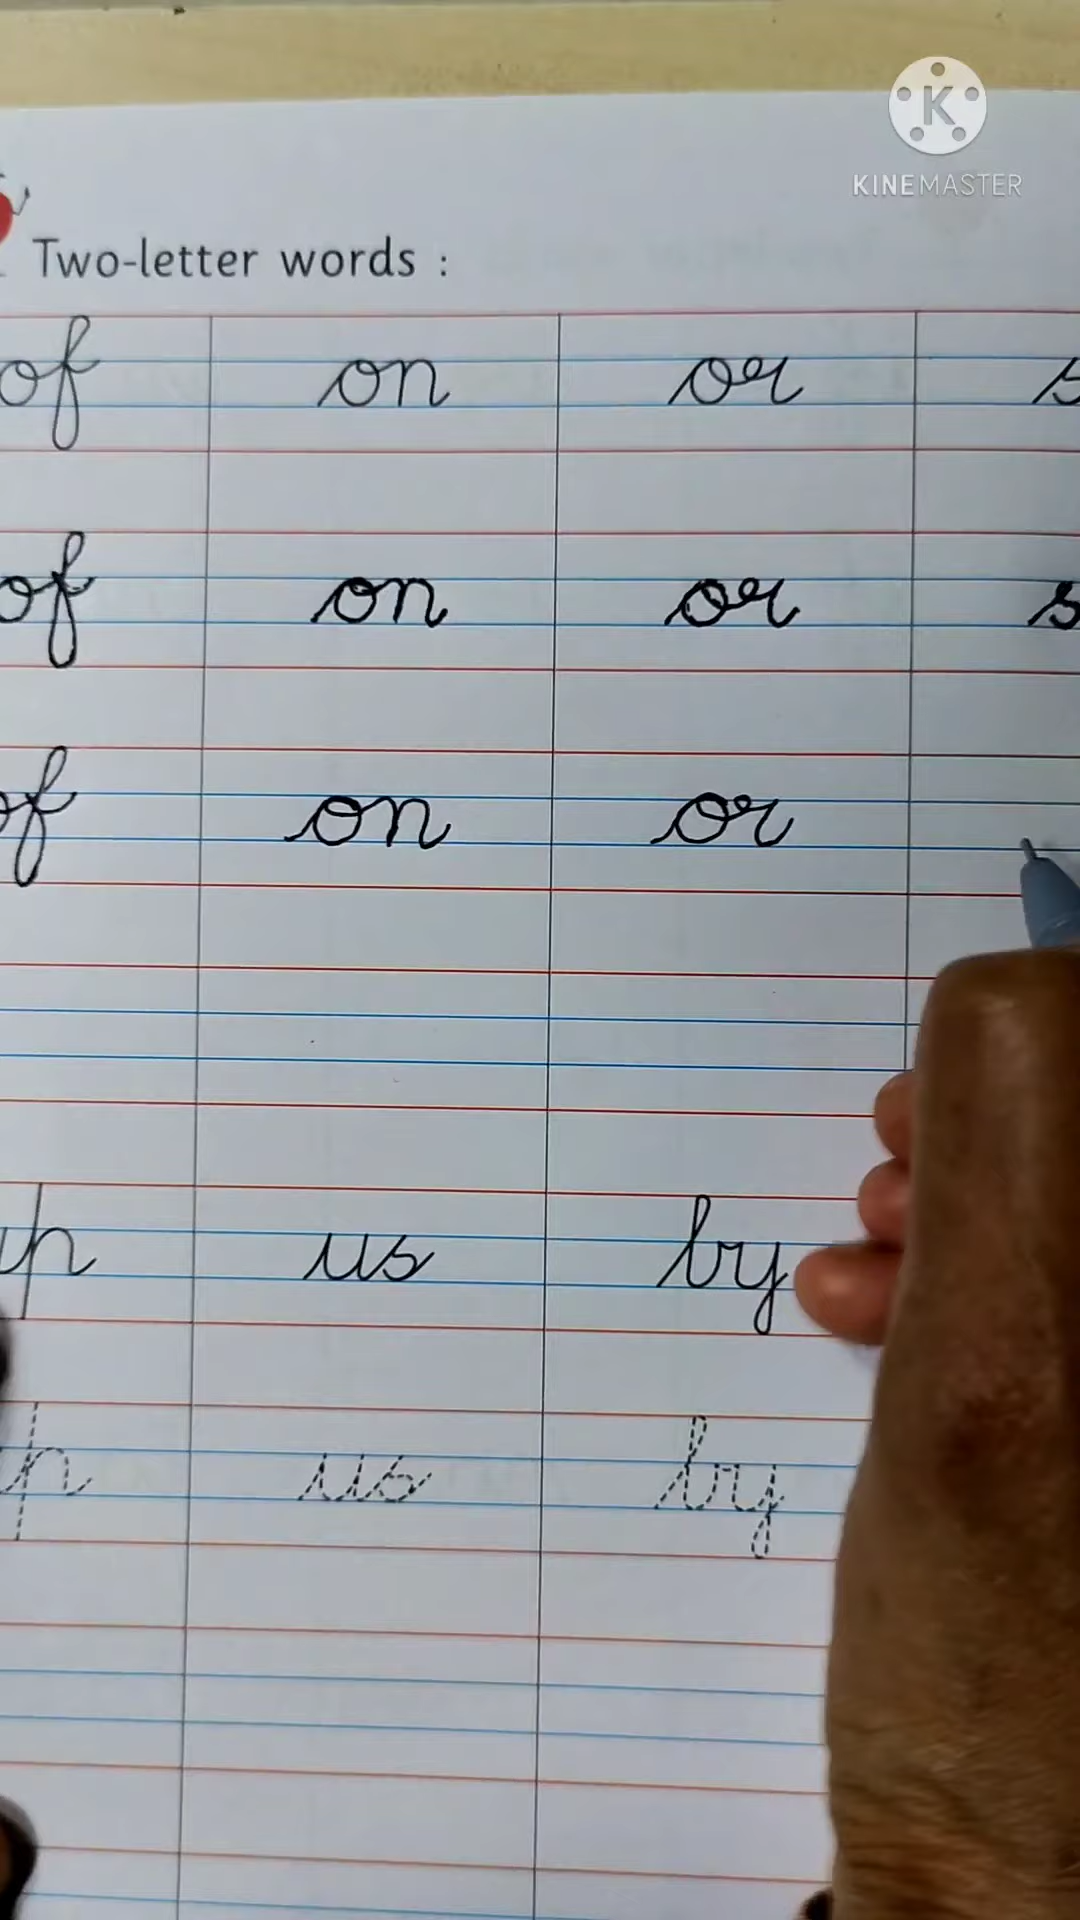 KINEMASTER
Two-letter words :
of on or s
of on or s
of on or
up us by
up us by